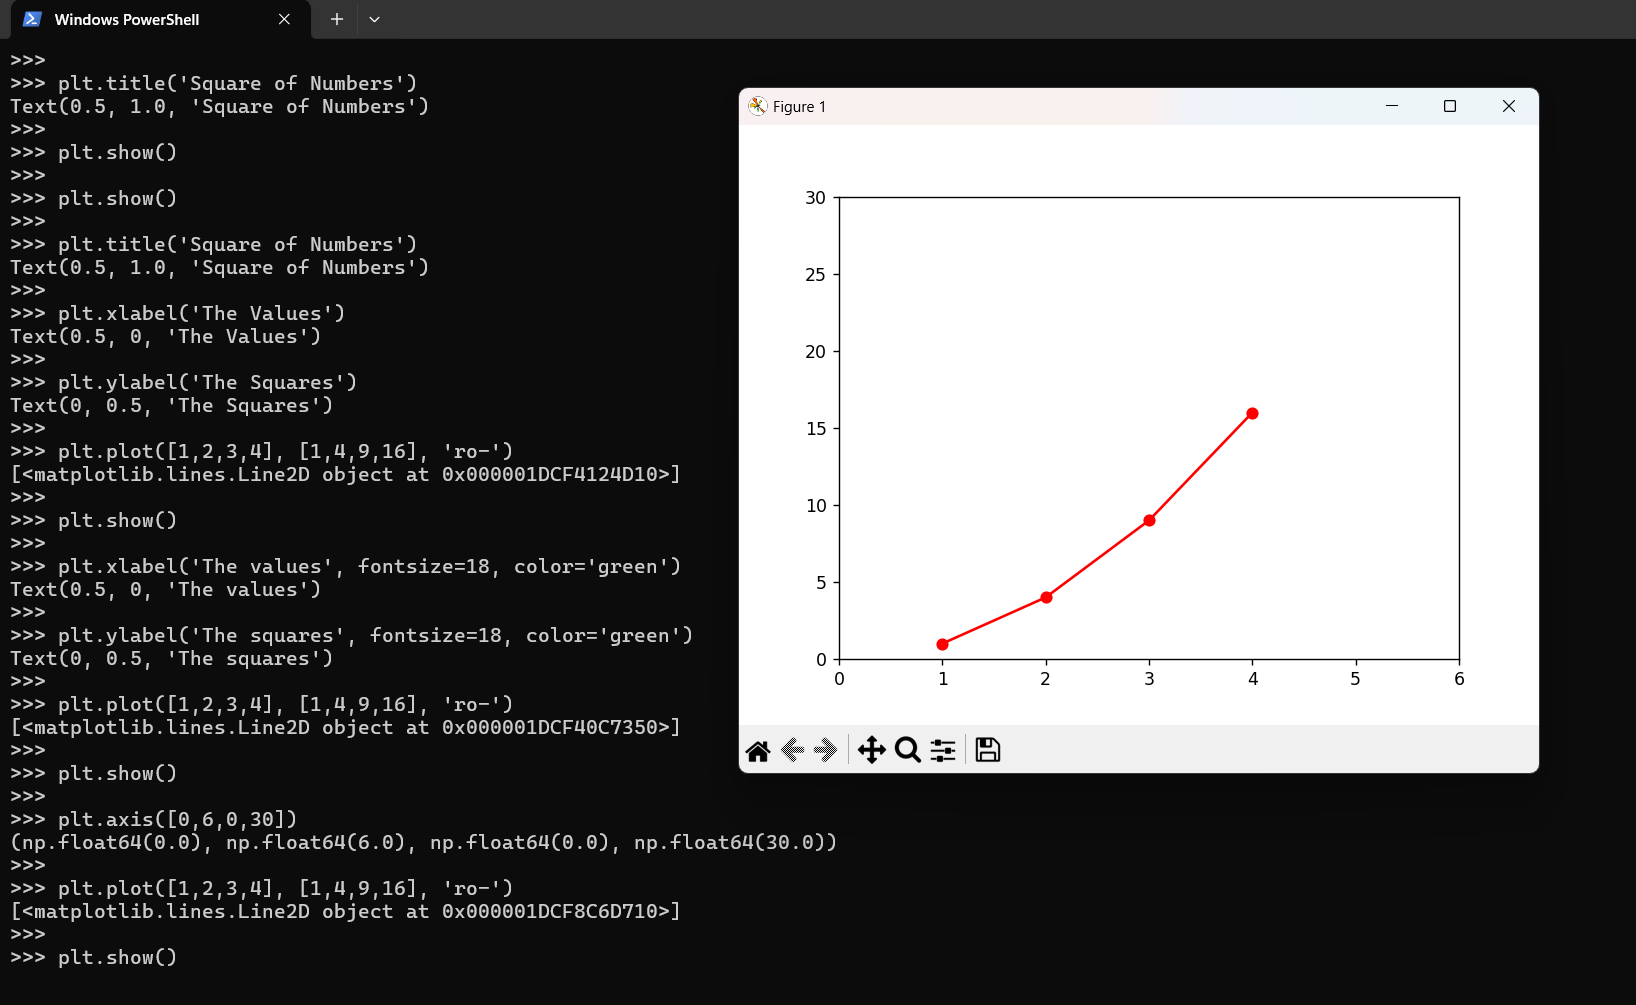 Windows PowerShell
>>>
>>> plt.title('Square of Numbers')
Text(0.5, 1.0, 'Square of Numbers')
>>>
>>> plt.show()
>>>
>>> plt.show()
>>>
>>> plt.title('Square of Numbers')
Text(0.5, 1.0, 'Square of Numbers')
>>>
>>> plt.xlabel('The Values')
Text(0.5, 0, 'The Values')
>>>
>>> plt.ylabel('The Squares')
Text(0, 0.5, 'The Squares')
>>>
>>> plt.plot([1,2,3,4], [1,4,9,16], 'ro-')
[<matplotlib.lines.Line2D object at 0x000001DCF4124D10>]
>>>
>>> plt.show()
>>>
>>> plt.xlabel('The values', fontsize=18, color='green')
Text(0.5, 0, 'The values')
>>>
>>> plt.ylabel('The squares', fontsize=18, color='green')
Text(0, 0.5, 'The squares')
>>>
>>> plt.plot([1,2,3,4], [1,4,9,16], 'ro-')
[<matplotlib.lines.Line2D object at 0x000001DCF40C7350>]
>>>
>>> plt.show()
>>>
>>> plt.axis([0,6,0,30])
(np.float64(0.0), np.float64(6.0), np.float64(0.0), np.float64(30.0))
>>>
>>> plt.plot([1,2,3,4], [1,4,9,16], 'ro-')
[<matplotlib.lines.Line2D object at 0x000001DCF8C6D710>]
>>>
>>> plt.show()
Figure 1
30
25
20
15
10
5
0
0 1 2 3 4 5 6